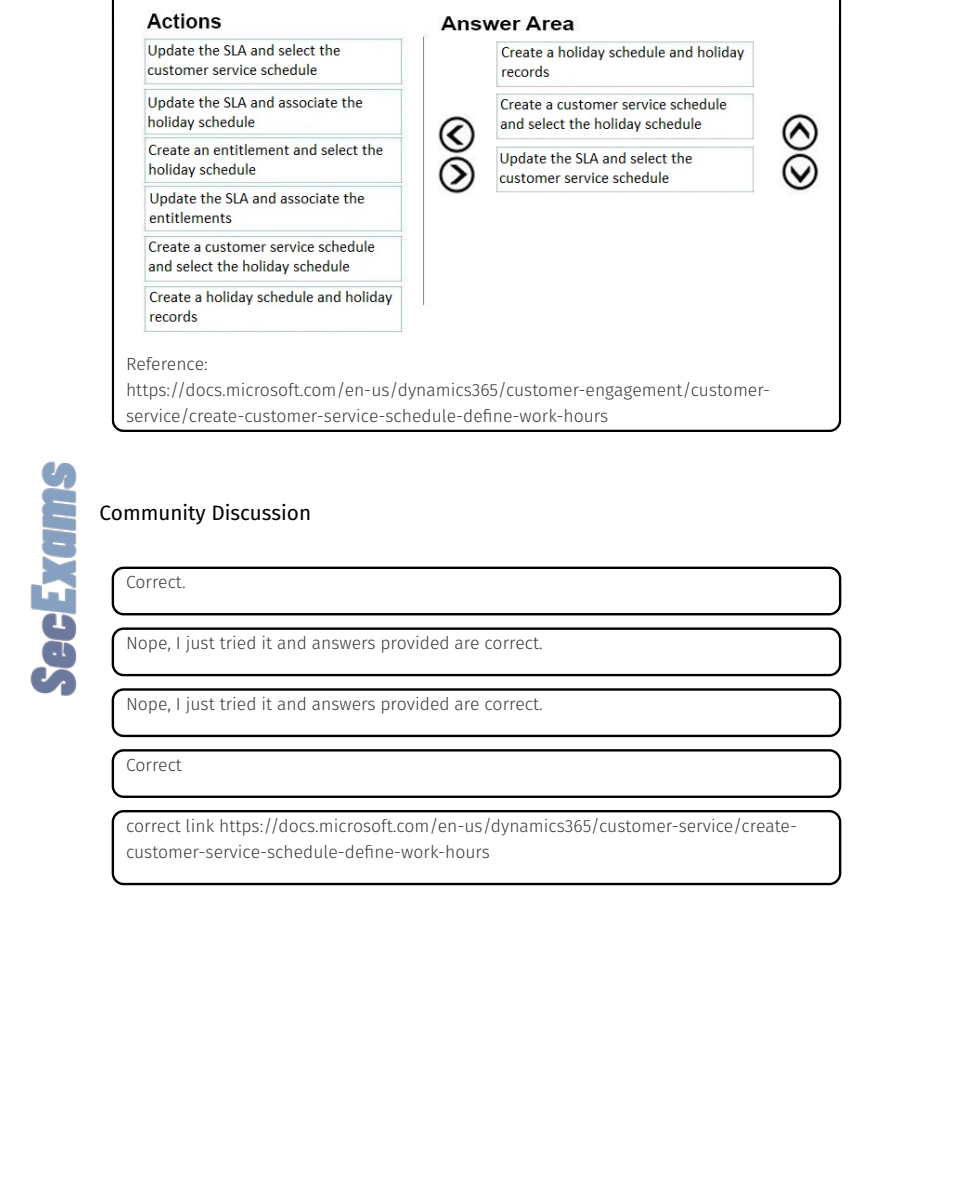 Actions
Update the SLA and select the
customer service schedule
Update the SLA and associate the
holiday schedule
Create an entitlement and select the
holiday schedule
Update the SLA and associate the
entitlements
Create a customer service schedule
and select the holiday schedule
Create a holiday schedule and holiday
records
Answer Area
Create a holiday schedule and holiday
records
Create a customer service schedule
and select the holiday schedule
Update the SLA and select the
customer service schedule
Reference:
https://docs.microsoft.com/en-us/dynamics365/customer-engagement/customer-
service/create-customer-service-schedule-define-work-hours
SecExams
Community Discussion
Correct.
Nope, I just tried it and answers provided are correct.
Nope, I just tried it and answers provided are correct.
Correct
correct link https://docs.microsoft.com/en-us/dynamics365/customer-service/create-
customer-service-schedule-define-work-hours